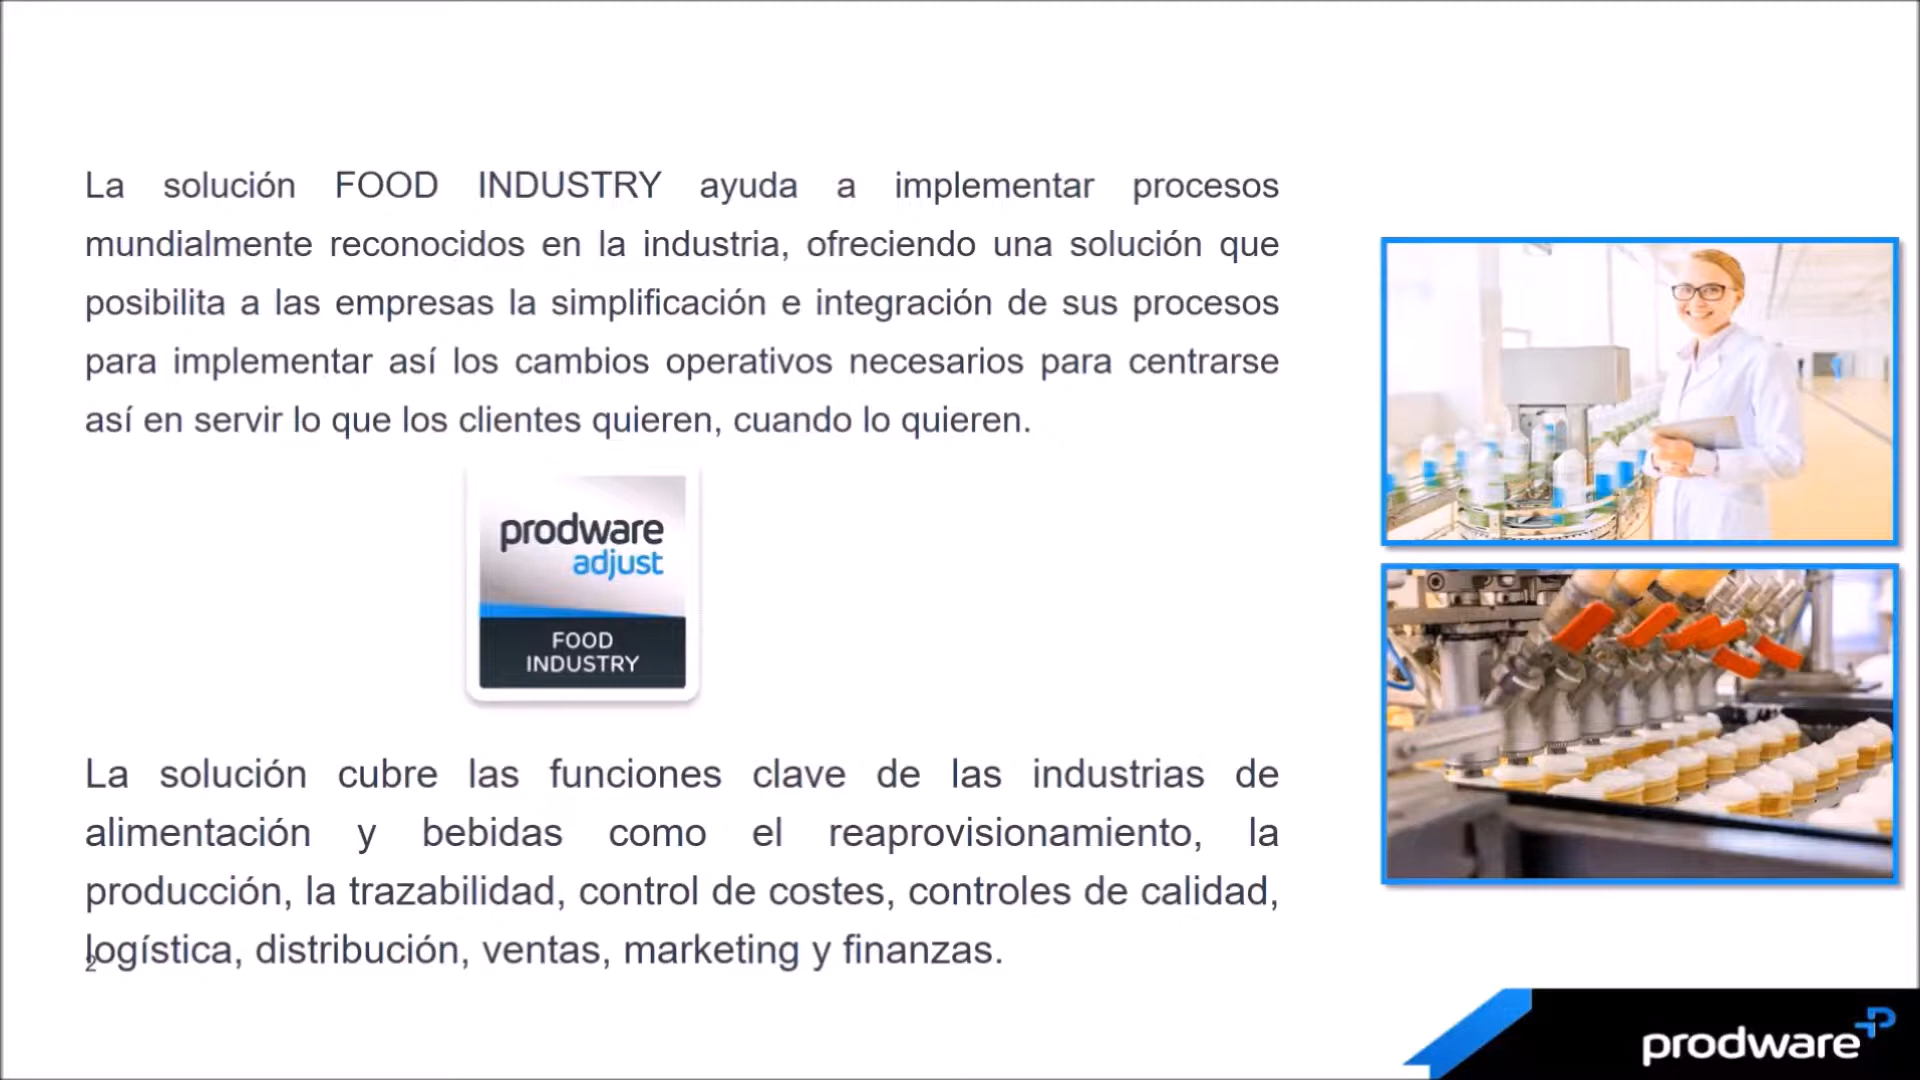 La solución FOOD INDUSTRY ayuda a implementar procesos
mundialmente reconocidos en la industria, ofreciendo una solución que
posibilita a las empresas la simplificación e integración de sus procesos
para implementar así los cambios operativos necesarios para centrarse
así en servir lo que los clientes quieren, cuando lo quieren.
prodware
adjust
FOOD
INDUSTRY
La solución cubre las funciones clave de las industrias de
alimentación y bebidas como el reaprovisionamiento, la
producción, la trazabilidad, control de costes, controles de calidad,
logística, distribución, ventas, marketing y finanzas.
2
prodware